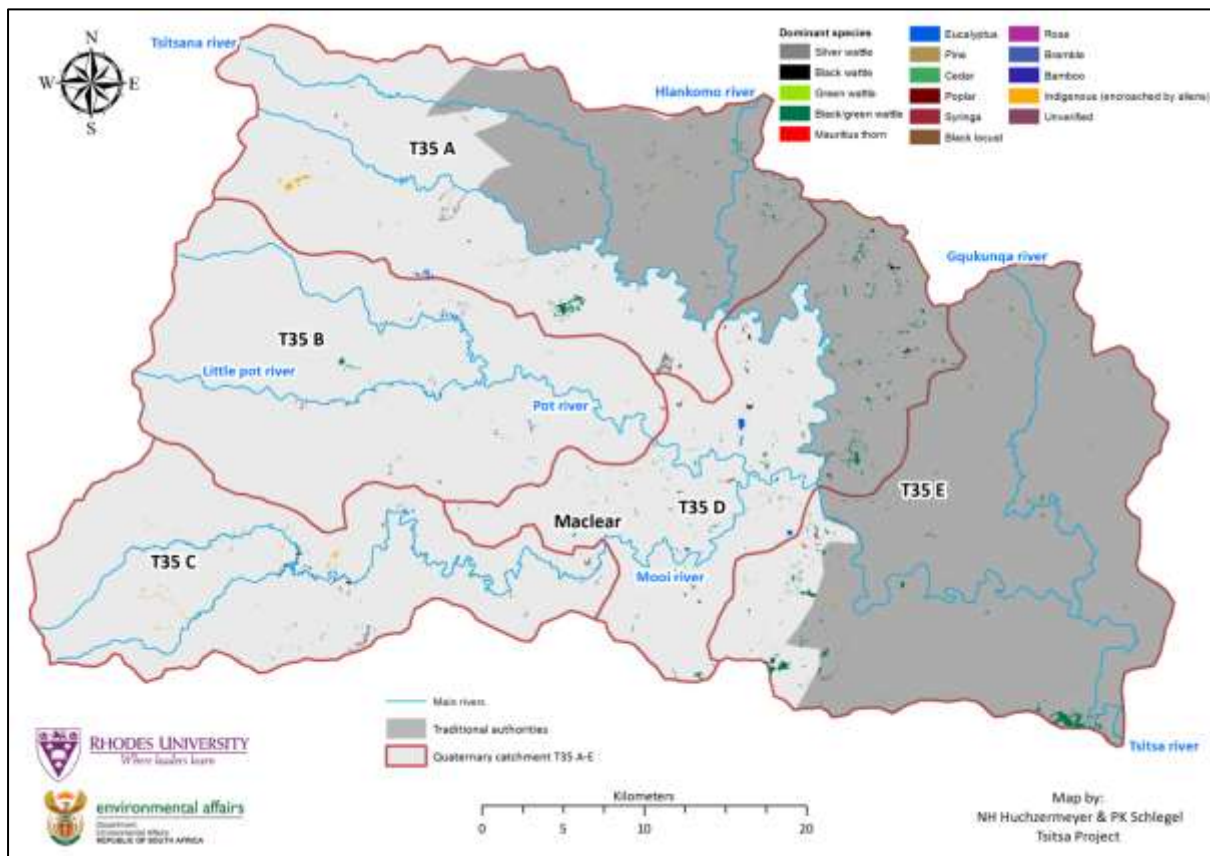 N
W E
S
Tsitsana river
Hlankomo river
Dominant species
Silver wattle
Black wattle
Green wattle
Black/green wattle
Mauritius thorn
Eucalyptus
Pine
Cedar
Poplar
Syringa
Black locust
Rose
Bramble
Bamboo
Indigenous (encroached by aliens)
Unverified
T35 A
Gqukunqa river
T35 B
Little pot river
Pot river
T35 E
T35 D
Maclear
T35 C
Mooi river
Main rivers
Traditional authorities
Quaternary catchment T35 A-E
Tsitsa river
RHODES UNIVERSITY
Where leaders learn
environmental affairs
Department:
Environmental Affairs
REPUBLIC OF SOUTH AFRICA
Kilometers
0 5 10 20
Map by:
NH Huchzermeyer & PK Schlegel
Tsitsa Project